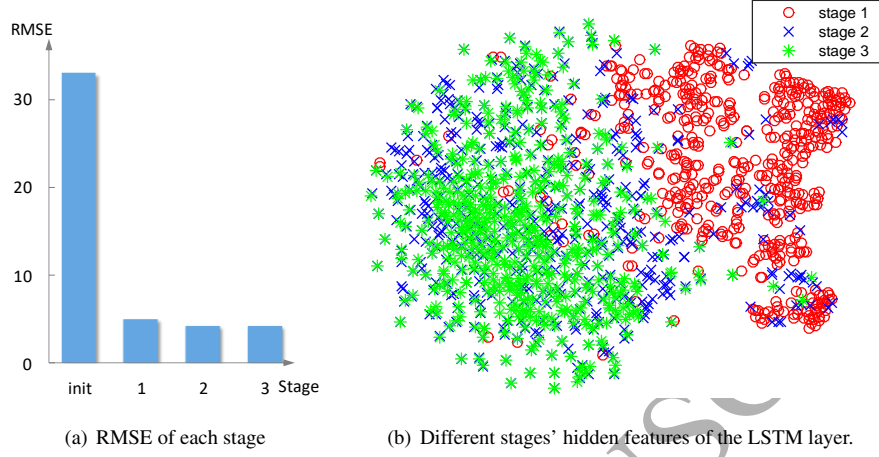 RMSE
30
20
10
0
init 1 2 3 Stage
stage 1
stage 2
stage 3
(a) RMSE of each stage
(b) Different stages' hidden features of the LSTM layer.